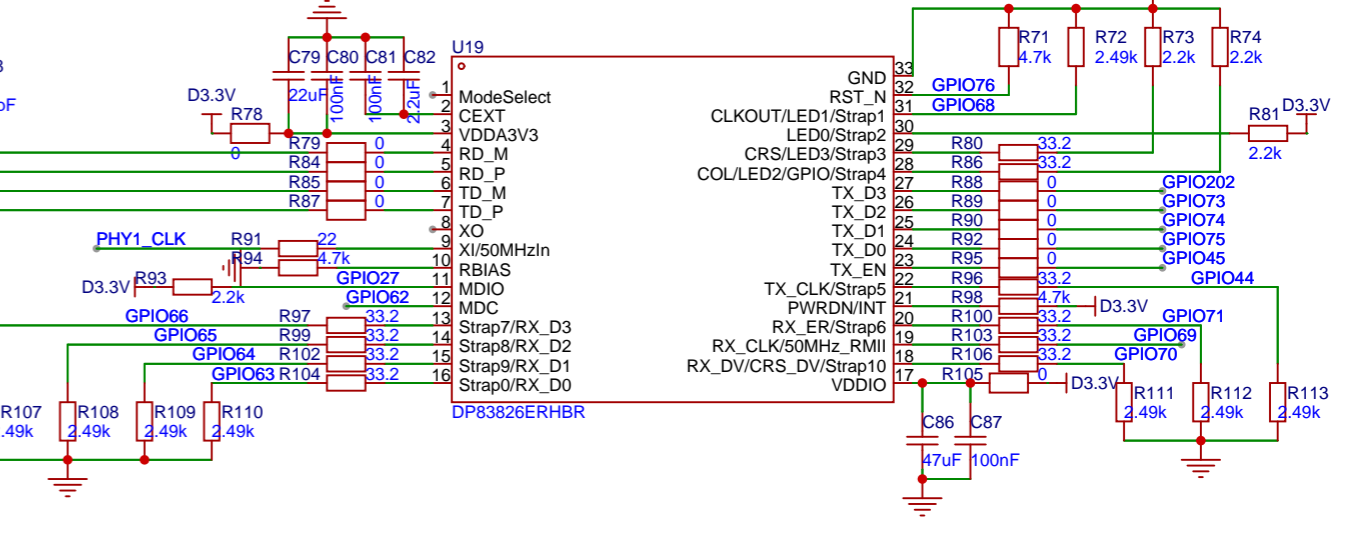 U19
DP83826ERHBR
C79
22uF
C80
100nF
C81
100nF
C82
2.2uF
D3.3V
R78
0
R79 0
R84 0
R85 0
R87 0
PHY1_CLK R91 22
R94 4.7k
D3.3V R93 2.2k GPIO27
GPIO62
GPIO66 R97 33.2
GPIO65 R99 33.2
GPIO64 R102 33.2
GPIO63 R104 33.2
R107
.49k
R108
2.49k
R109
2.49k
R110
2.49k
1 ModeSelect
2 CEXT
3 VDDA3V3
4 RD_M
5 RD_P
6 TD_M
7 TD_P
8 XO
9 XI/50MHzIn
10 RBIAS
11 MDIO
12 MDC
13 Strap7/RX_D3
14 Strap8/RX_D2
15 Strap9/RX_D1
16 Strap0/RX_D0
GND 33
RST_N 32 GPIO76
CLKOUT/LED1/Strap1 31 GPIO68
LED0/Strap2 30
CRS/LED3/Strap3 29 R80 33.2
COL/LED2/GPIO/Strap4 28 R86 33.2
TX_D3 27 R88 0 GPIO202
TX_D2 26 R89 0 GPIO73
TX_D1 25 R90 0 GPIO74
TX_D0 24 R92 0 GPIO75
TX_EN 23 R95 0 GPIO45
TX_CLK/Strap5 22 R96 33.2 GPIO44
PWRDN/INT 21 R98 4.7k D3.3V
RX_ER/Strap6 20 R100 33.2 GPIO71
RX_CLK/50MHz_RMII 19 R103 33.2 GPIO69
RX_DV/CRS_DV/Strap10 18 R106 33.2 GPIO70
VDDIO 17 R105 0 D3.3V
R71
4.7k
R72
2.49k
R73
2.2k
R74
2.2k
R81 D3.3V
2.2k
C86
47uF
C87
100nF
R111
2.49k
R112
2.49k
R113
2.49k